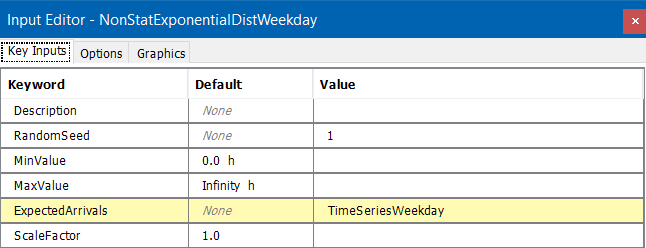 Input Editor - NonStatExponentialDistWeekday
×
Key Inputs Options Graphics
Keyword Default Value
Description None
RandomSeed None 1
MinValue 0.0 h
MaxValue Infinity h
ExpectedArrivals None TimeSeriesWeekday
ScaleFactor 1.0